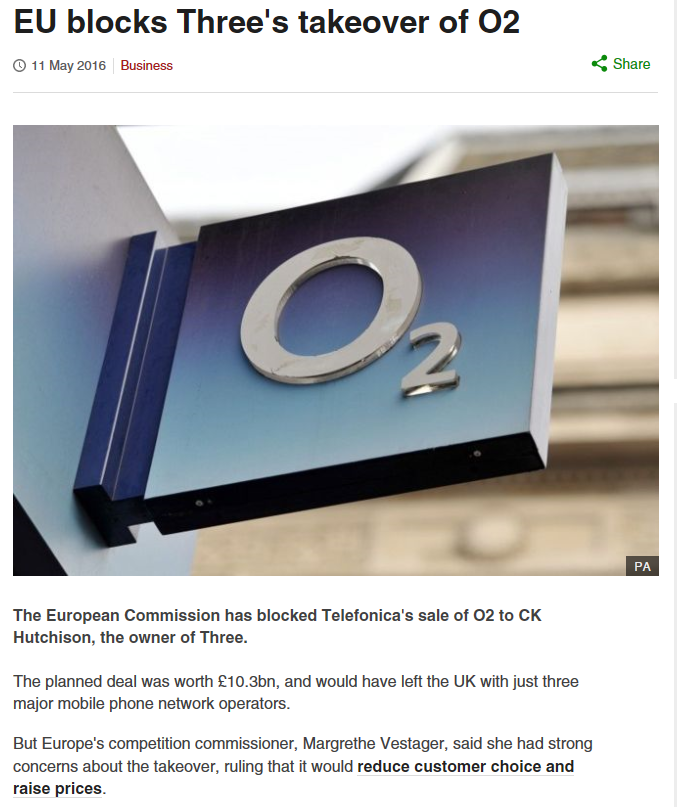 EU blocks Three's takeover of O2
11 May 2016 Business Share
O2
PA
The European Commission has blocked Telefonica's sale of O2 to CK
Hutchison, the owner of Three.
The planned deal was worth £10.3bn, and would have left the UK with just three
major mobile phone network operators.
But Europe's competition commissioner, Margrethe Vestager, said she had strong
concerns about the takeover, ruling that it would reduce customer choice and
raise prices.